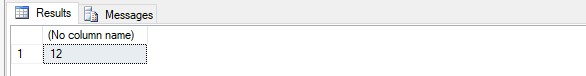 Results Messages
(No column name)
1 12